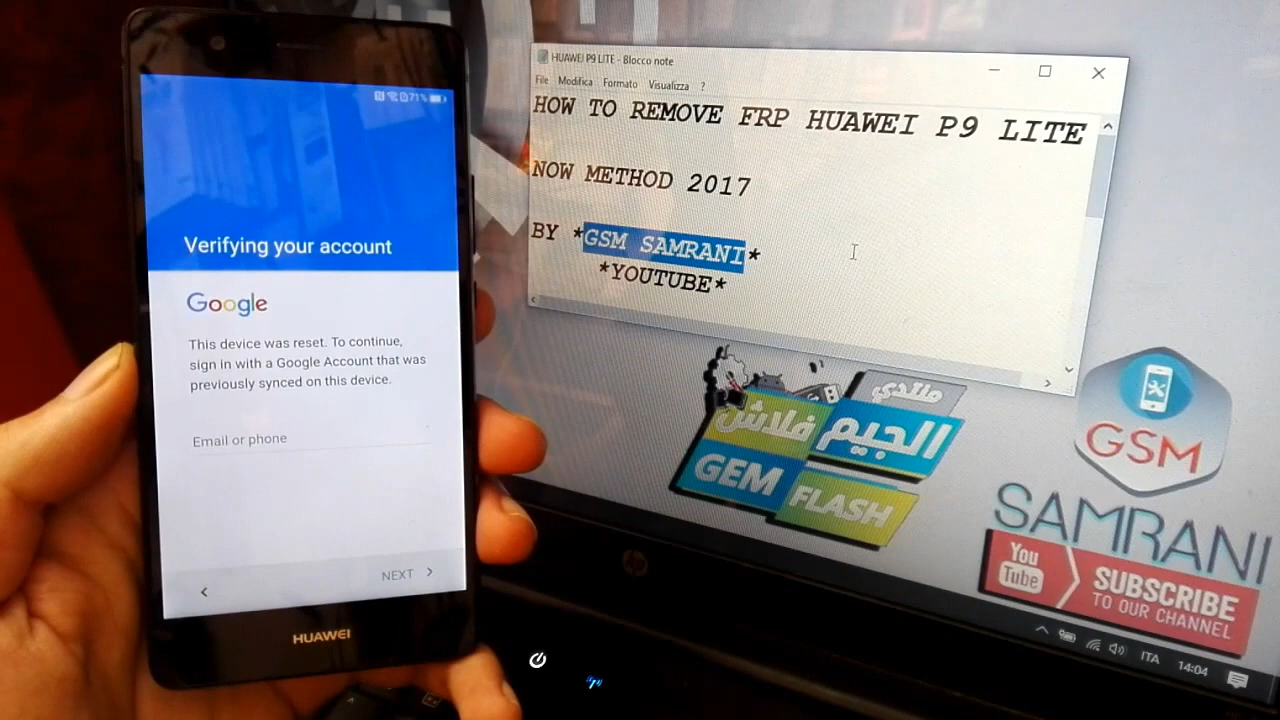 71%
Verifying your account
Google
This device was reset. To continue,
sign in with a Google Account that was
previously synced on this device.
Email or phone
NEXT
HUAWEI
HUAWEI P9 LITE - Blocco note
File Modifica Formato Visualizza ?
HOW TO REMOVE FRP HUAWEI P9 LITE
NOW METHOD 2017
BY *GSM SAMRANI*
*YOUTUBE*
منتدي
الجيم فلاش
GEM FLASH
GSM
SAMRANI
You Tube
SUBSCRIBE
TO OUR CHANNEL
hp
ITA
14:04